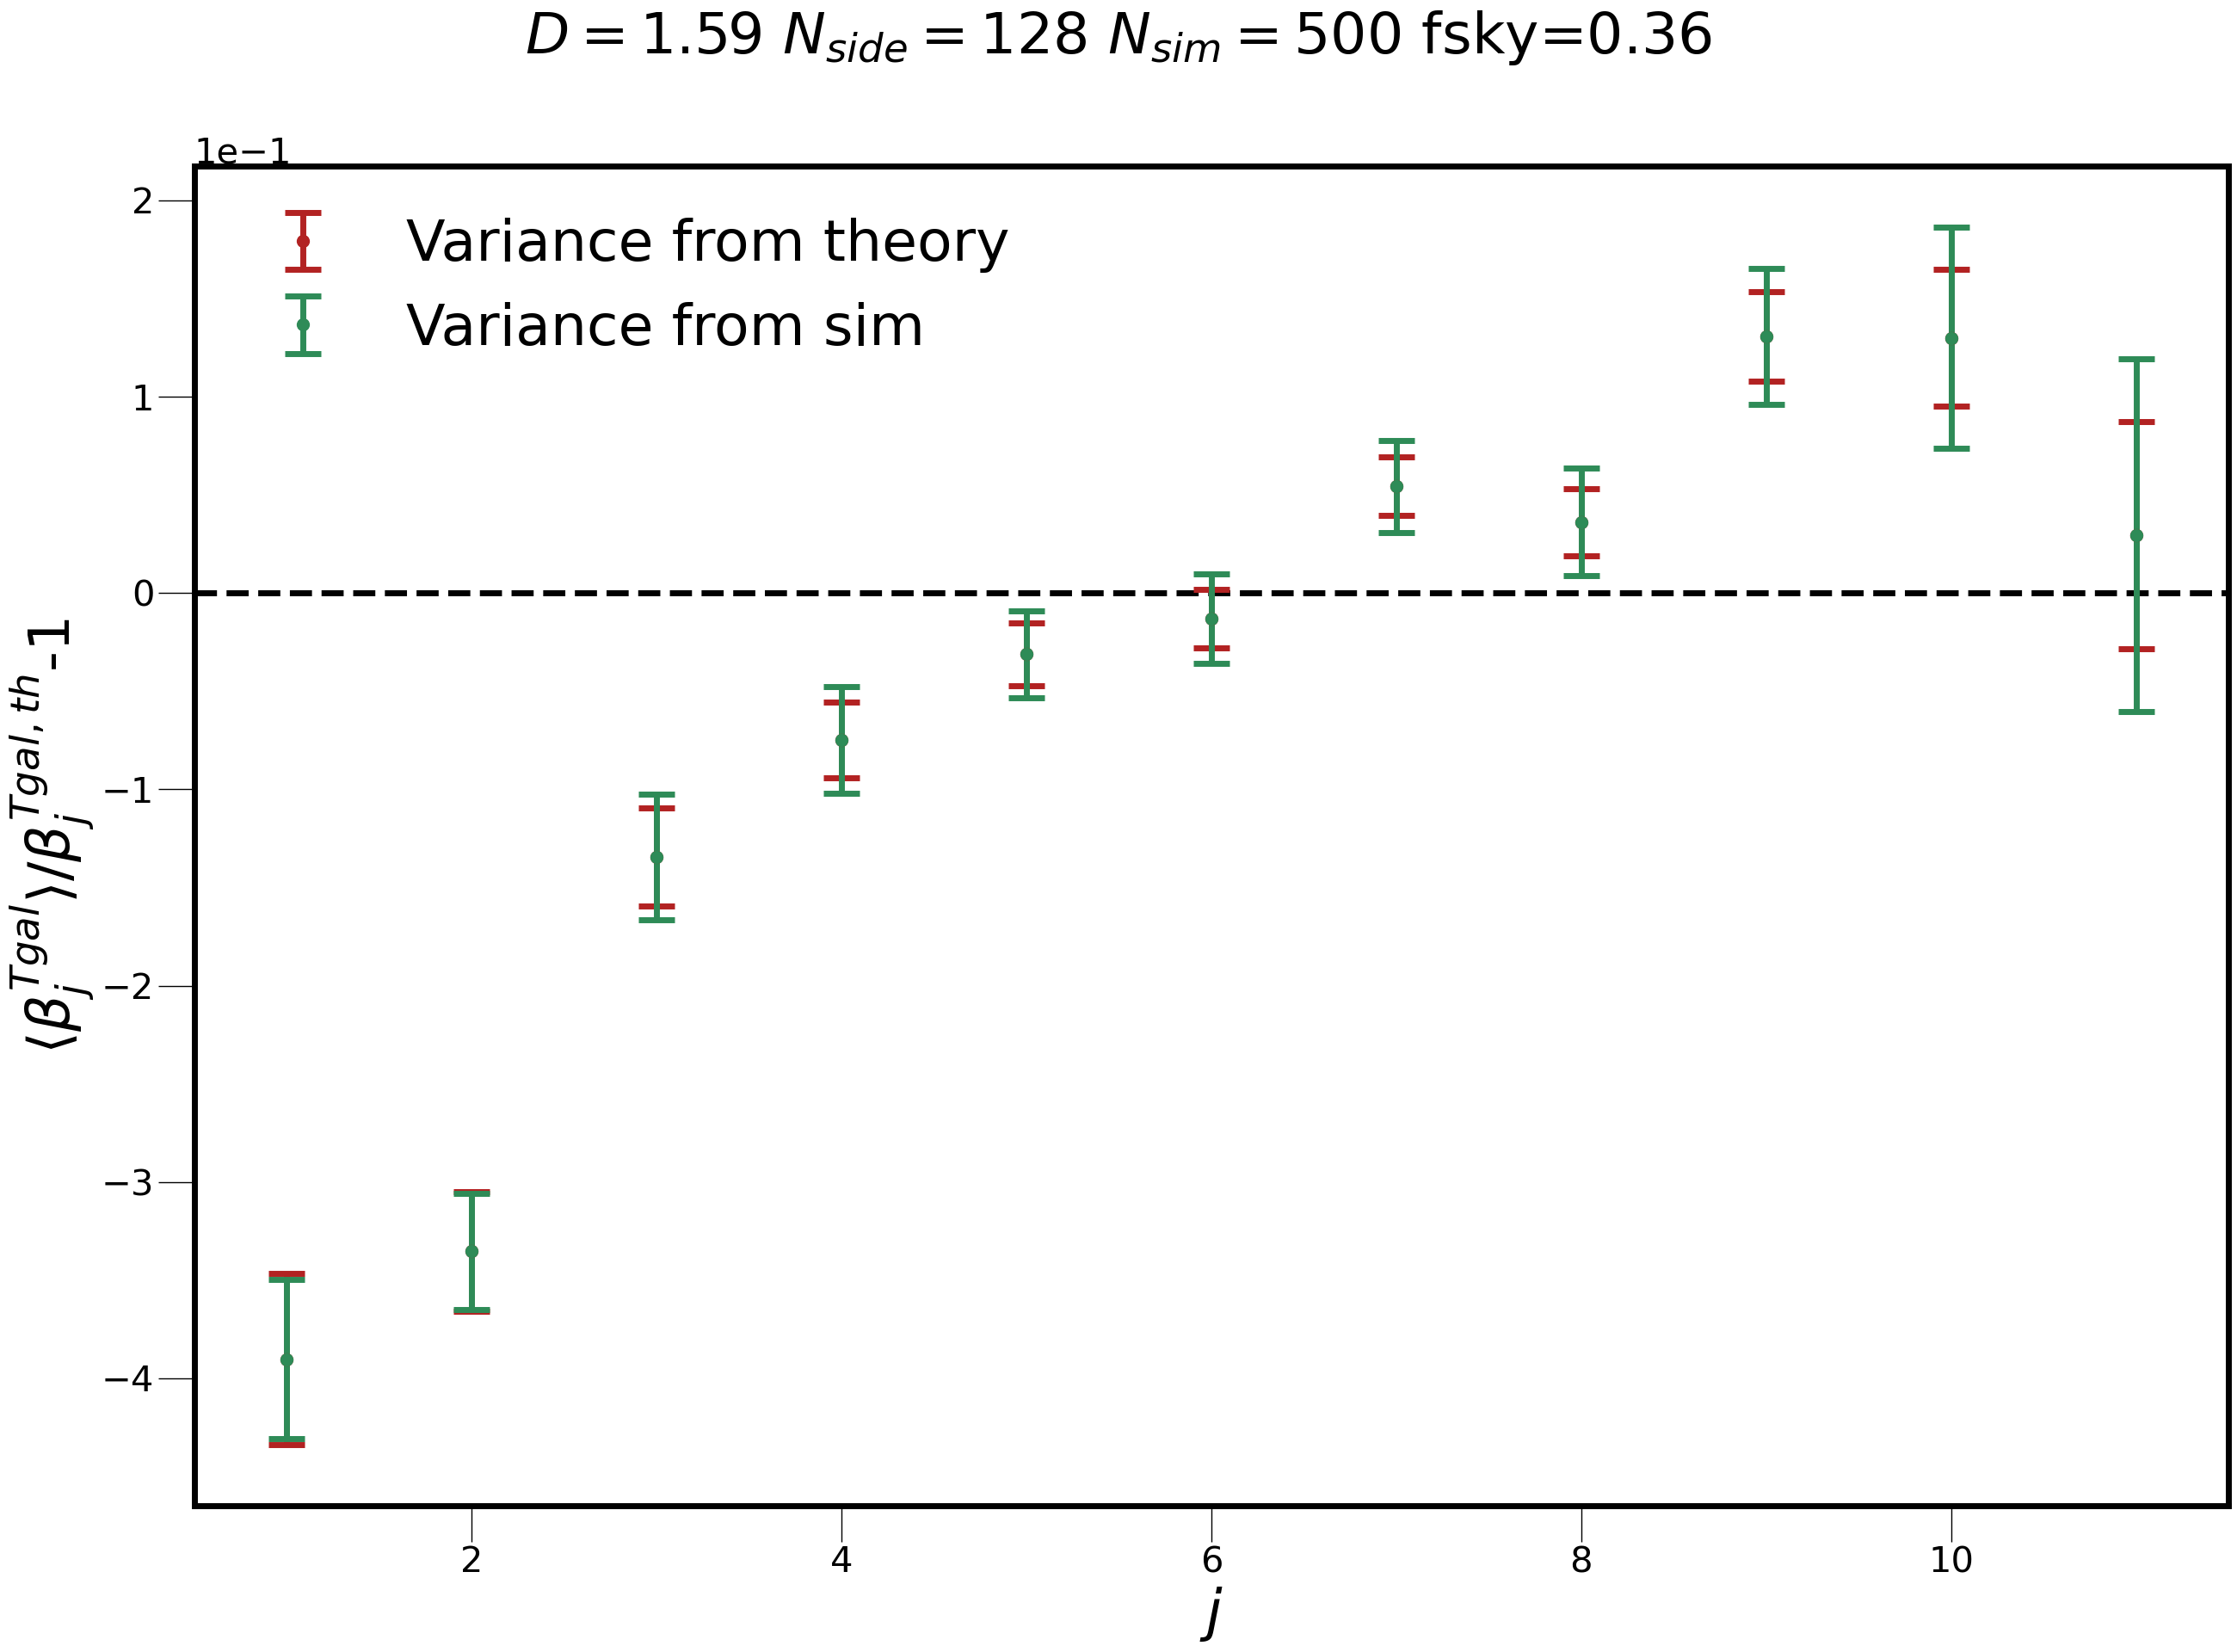 D = 1.59 N_side = 128 N_sim = 500 fsky=0.36
1e−1
2
1
0
−1
−2
−3
−4
Variance from theory
Variance from sim
⟨β_j^Tgal⟩/β_j^Tgal,th-1
2 4 6 8 10
j